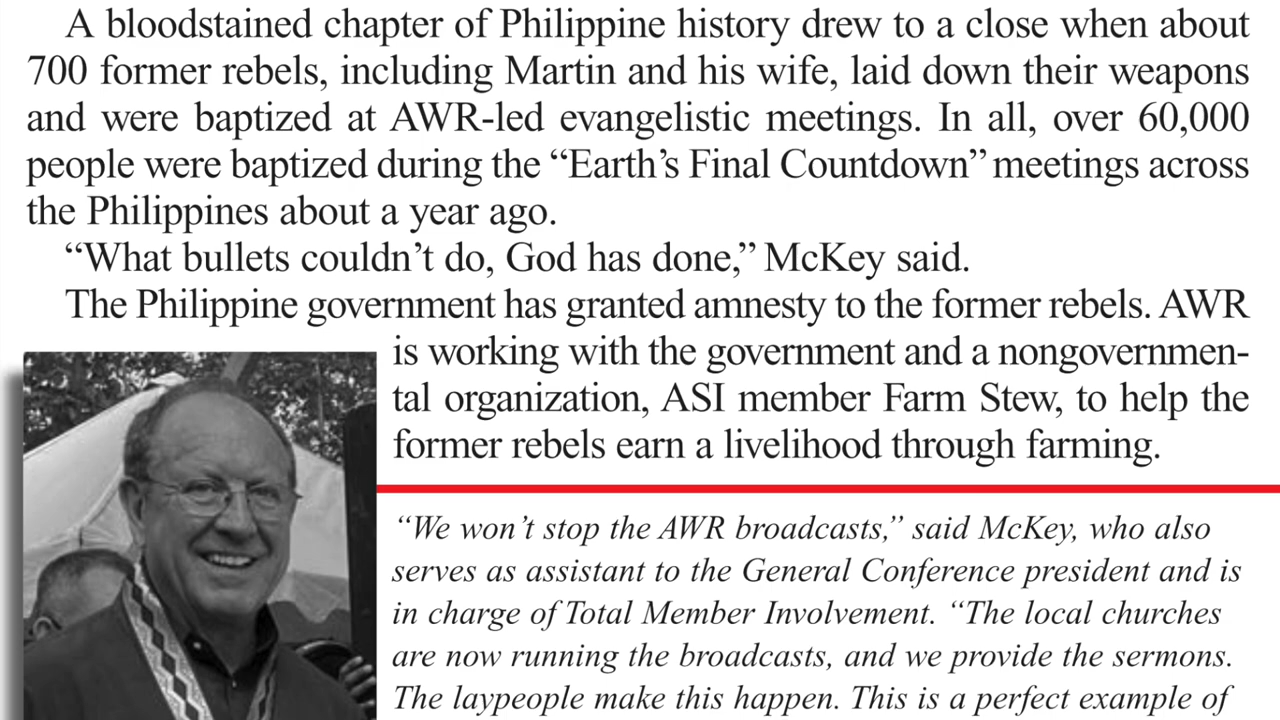 A bloodstained chapter of Philippine history drew to a close when about
700 former rebels, including Martin and his wife, laid down their weapons
and were baptized at AWR-led evangelistic meetings. In all, over 60,000
people were baptized during the “Earth’s Final Countdown” meetings across
the Philippines about a year ago.
“What bullets couldn’t do, God has done,” McKey said.
The Philippine government has granted amnesty to the former rebels. AWR
is working with the government and a nongovernmen-
tal organization, ASI member Farm Stew, to help the
former rebels earn a livelihood through farming.
“We won’t stop the AWR broadcasts,” said McKey, who also
serves as assistant to the General Conference president and is
in charge of Total Member Involvement. “The local churches
are now running the broadcasts, and we provide the sermons.
The laypeople make this happen. This is a perfect example of